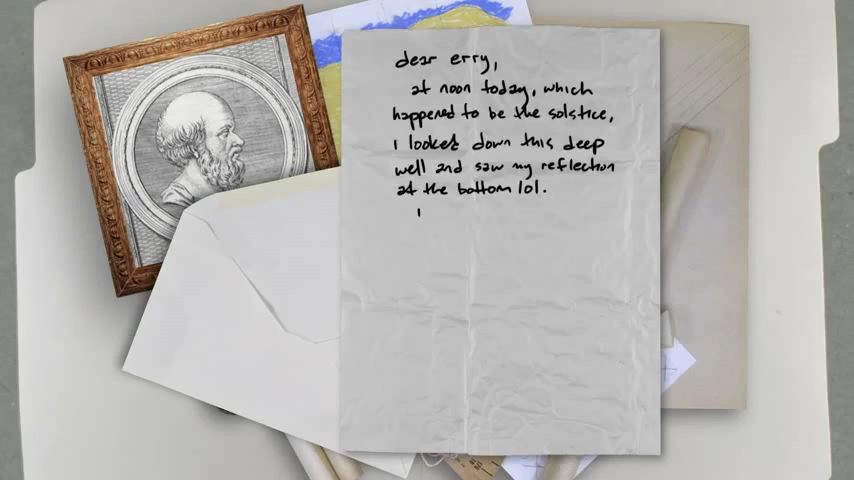 dear erry,
at noon today, which
happened to be the solstice,
i looked down this deep
well and saw my reflection
at the bottom lol.
i